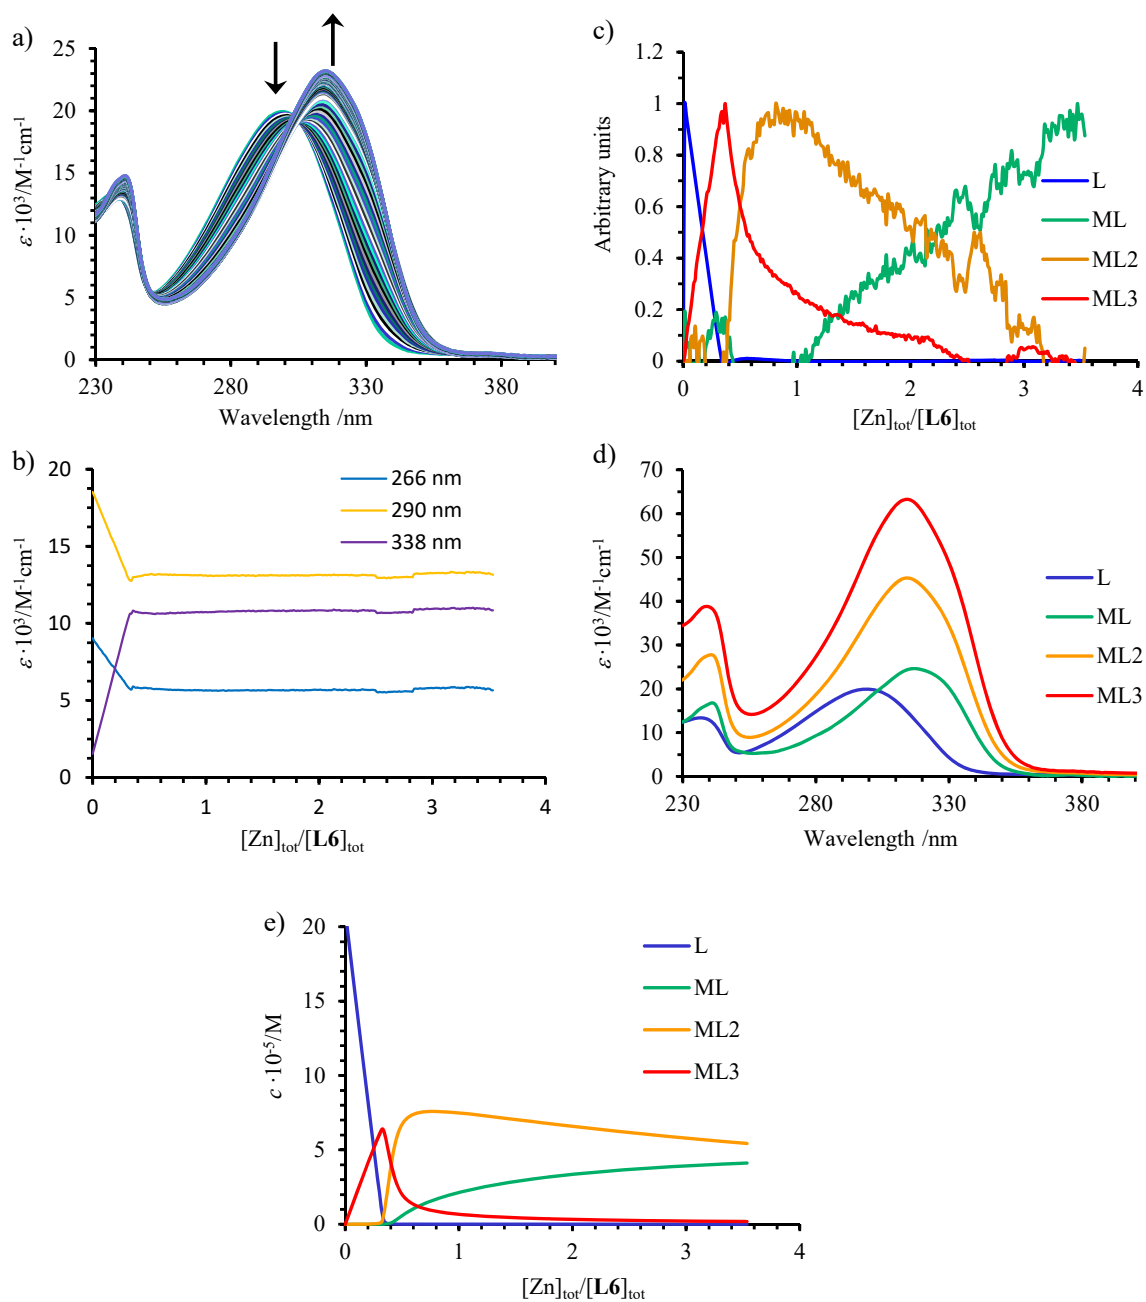 a)
25
20
15
10
5
0
ε·10³/M⁻¹cm⁻¹
230 280 330 380
Wavelength /nm
b)
20
15
10
5
0
ε·10³/M⁻¹cm⁻¹
266 nm
290 nm
338 nm
0 1 2 3 4
[Zn]tot/[L6]tot
c)
1.2
1
0.8
0.6
0.4
0.2
0
Arbitrary units
L
ML
ML2
ML3
0 1 2 3 4
[Zn]tot/[L6]tot
d)
70
60
50
40
30
20
10
0
ε·10³/M⁻¹cm⁻¹
L
ML
ML2
ML3
230 280 330 380
Wavelength /nm
e)
20
15
10
5
0
c·10⁻⁵/M
L
ML
ML2
ML3
0 1 2 3 4
[Zn]tot/[L6]tot